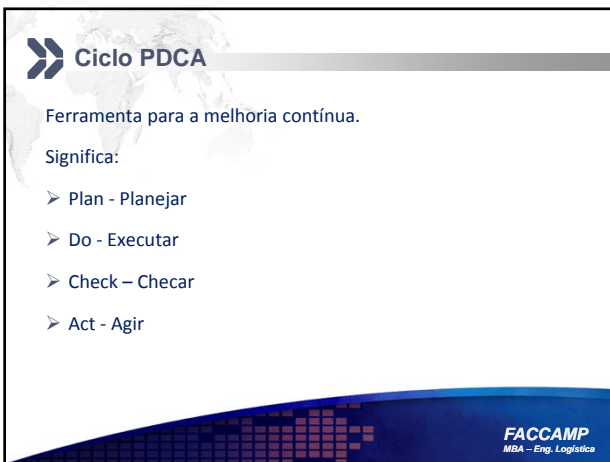 Ciclo PDCA
Ferramenta para a melhoria contínua.
Significa:
➢ Plan - Planejar
➢ Do - Executar
➢ Check – Checar
➢ Act - Agir
FACCAMP
MBA – Eng. Logística